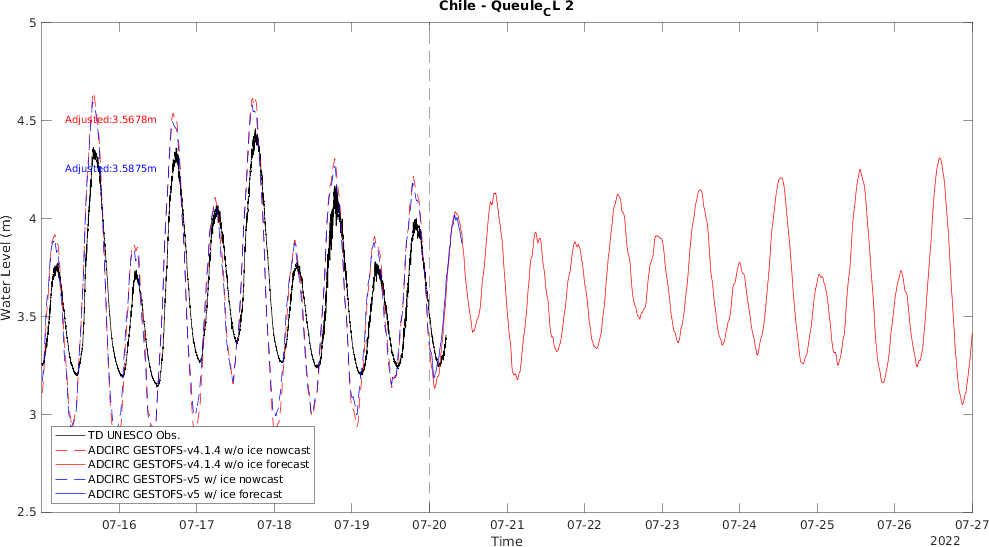 Chile - Queule_CL 2
5
4.5
4
3.5
3
2.5
Water Level (m)
Adjusted:3.5678m
Adjusted:3.5875m
TD UNESCO Obs.
ADCIRC GESTOFS-v4.1.4 w/o ice nowcast
ADCIRC GESTOFS-v4.1.4 w/o ice forecast
ADCIRC GESTOFS-v5 w/ ice nowcast
ADCIRC GESTOFS-v5 w/ ice forecast
07-16 07-17 07-18 07-19 07-20 07-21 07-22 07-23 07-24 07-25 07-26 07-27
Time
2022